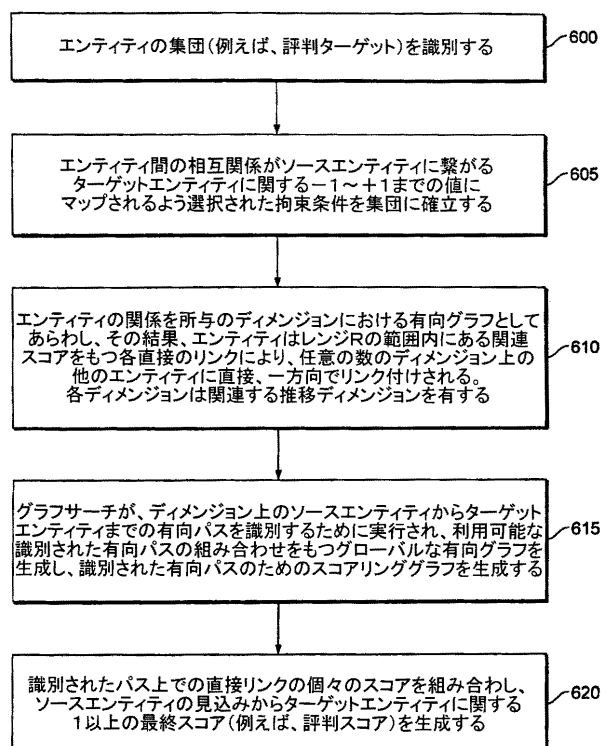 エンティティの集団(例えば、評判ターゲット)を識別する
600
エンティティ間の相互関係がソースエンティティに繋がる
ターゲットエンティティに関する－1～＋1までの値に
マップされるよう選択された拘束条件を集団に確立する
605
エンティティの関係を所与のディメンションにおける有向グラフとして
あらわし、その結果、エンティティはレンジRの範囲内にある関連
スコアをもつ各直接のリンクにより、任意の数のディメンション上の
他のエンティティに直接、一方向でリンク付けされる。
各ディメンションは関連する推移ディメンションを有する
610
グラフサーチが、ディメンション上のソースエンティティからターゲット
エンティティまでの有向パスを識別するために実行され、利用可能な
識別された有向パスの組み合わせをもつグローバルな有向グラフを
生成し、識別された有向パスのためのスコアリンググラフを生成する
615
識別されたパス上での直接リンクの個々のスコアを組み合わし、
ソースエンティティの見込みからターゲットエンティティに関する
1以上の最終スコア(例えば、評判スコア)を生成する
620